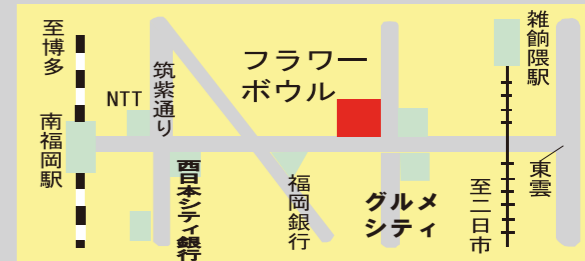 至博多
南福岡駅
NTT
筑紫通り
西日本シティ銀行
フラワー
ボウル
福岡銀行
グルメ
シティ
雑餉隈駅
至二日市
東雲